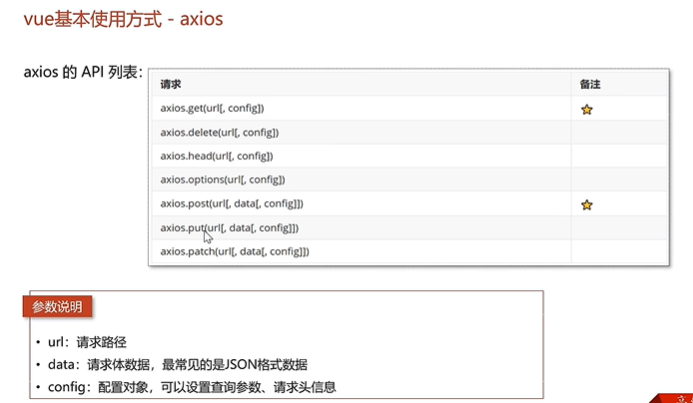 vue基本使用方式 - axios
axios 的 API 列表：
请求 备注
axios.get(url[, config])
axios.delete(url[, config])
axios.head(url[, config])
axios.options(url[, config])
axios.post(url[, data[, config]])
axios.put(url[, data[, config]])
axios.patch(url[, data[, config]])
参数说明
• url：请求路径
• data：请求体数据，最常见的是JSON格式数据
• config：配置对象，可以设置查询参数、请求头信息